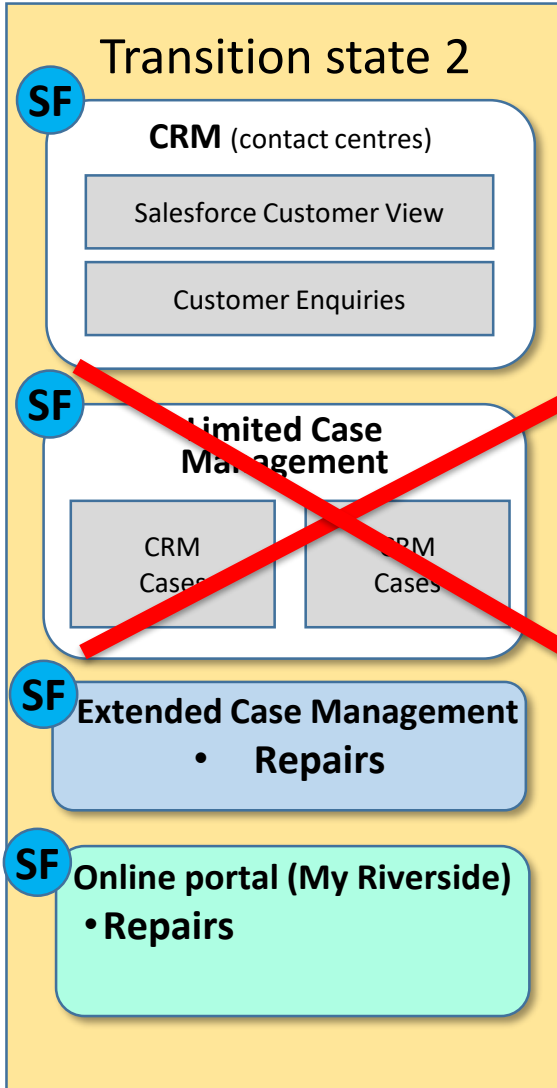 Transition state 2
SF
CRM (contact centres)
Salesforce Customer View
Customer Enquiries
SF
Limited Case
Management
CRM
Cases
CRM
Cases
SF
Extended Case Management
• Repairs
SF
Online portal (My Riverside)
• Repairs